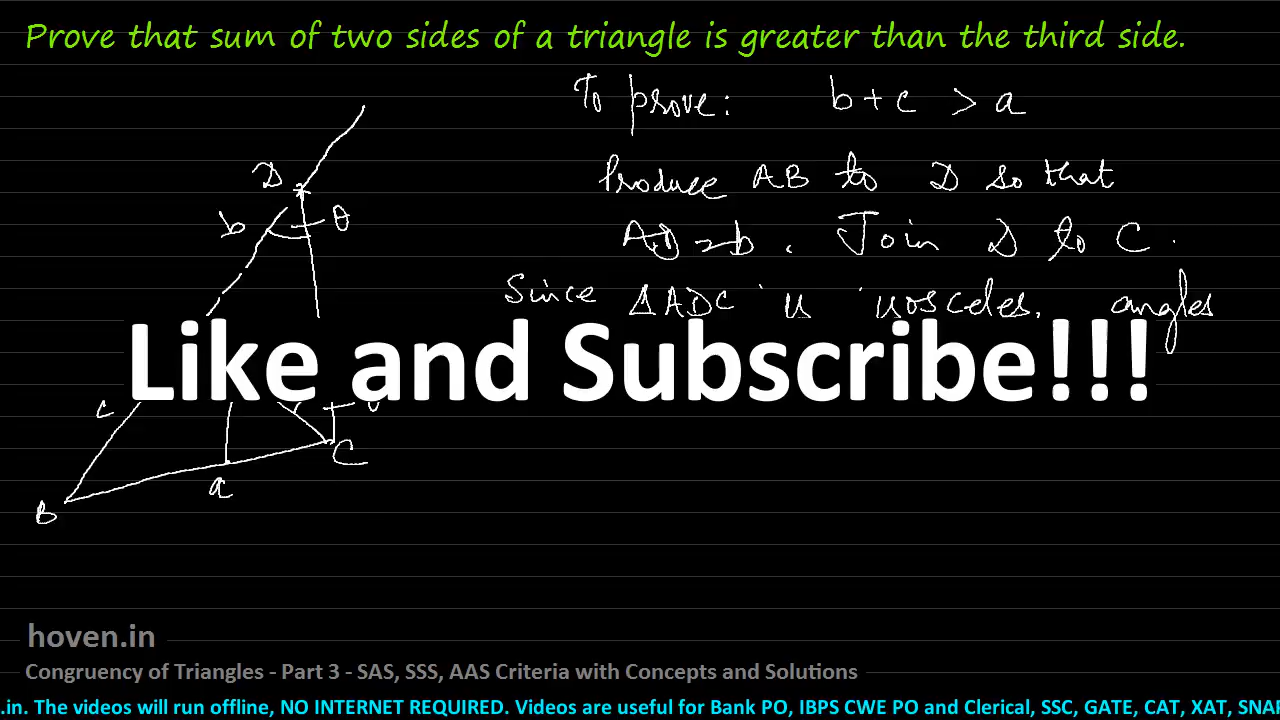 Prove that sum of two sides of a triangle is greater than the third side.
To prove: b + c > a
Produce AB to D so that
AD = b. Join D to C.
Since ΔADC is isosceles, angles
D
b
θ
Like and Subscribe!!!
c
C
a
B
hoven.in
Congruency of Triangles - Part 3 - SAS, SSS, AAS Criteria with Concepts and Solutions
.in. The videos will run offline, NO INTERNET REQUIRED. Videos are useful for Bank PO, IBPS CWE PO and Clerical, SSC, GATE, CAT, XAT, SNA